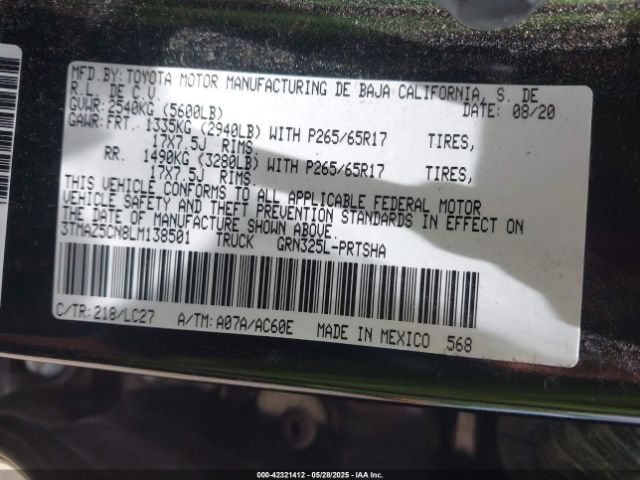 MFD.BY: TOYOTA MOTOR MANUFACTURING DE BAJA CALIFORNIA, S. DE
R.L. DE C.V. DATE: 08/20
GVWR: 2540KG (5600LB)
GAWR: FRT. 1335KG (2940LB) WITH P265/65R17 TIRES,
17X7.5J RIMS
RR. 1490KG (3280LB) WITH P265/65R17 TIRES,
17X7.5J RIMS.
THIS VEHICLE CONFORMS TO ALL APPLICABLE FEDERAL MOTOR
VEHICLE SAFETY AND THEFT PREVENTION STANDARDS IN EFFECT ON
THE DATE OF MANUFACTURE SHOWN ABOVE.
3TMAZ5CN8LM138501 TRUCK GRN325L-PRTSHA
C/TR: 218/LC27 A/TM: A07A/AC60E MADE IN MEXICO 568
000-42321412 | 05/28/2025 - IAAI.